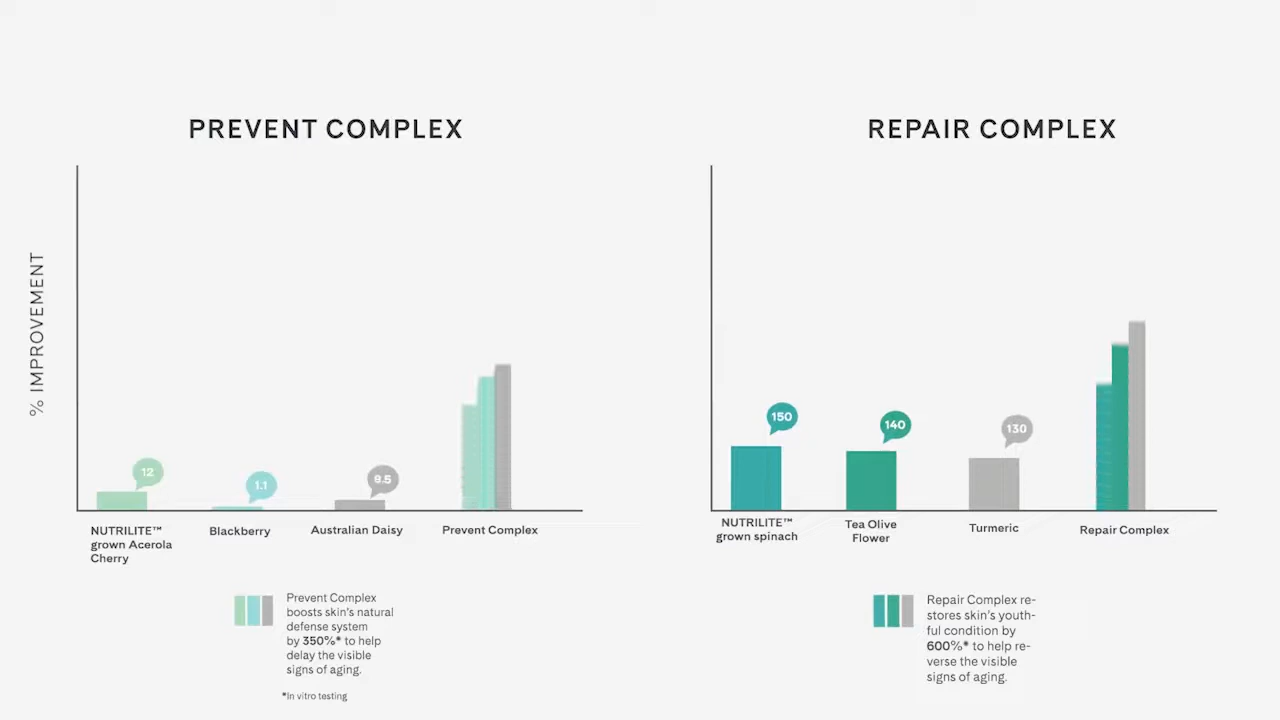 PREVENT COMPLEX
% IMPROVEMENT
12
1.1
8.5
NUTRILITE™
grown Acerola
Cherry
Blackberry
Australian Daisy
Prevent Complex
Prevent Complex
boosts skin's natural
defense system
by 350%* to help
delay the visible
signs of aging.
*In vitro testing
REPAIR COMPLEX
150
140
130
NUTRILITE™
grown spinach
Tea Olive
Flower
Turmeric
Repair Complex
Repair Complex re-
stores skin's youth-
ful condition by
600%* to help re-
verse the visible
signs of aging.